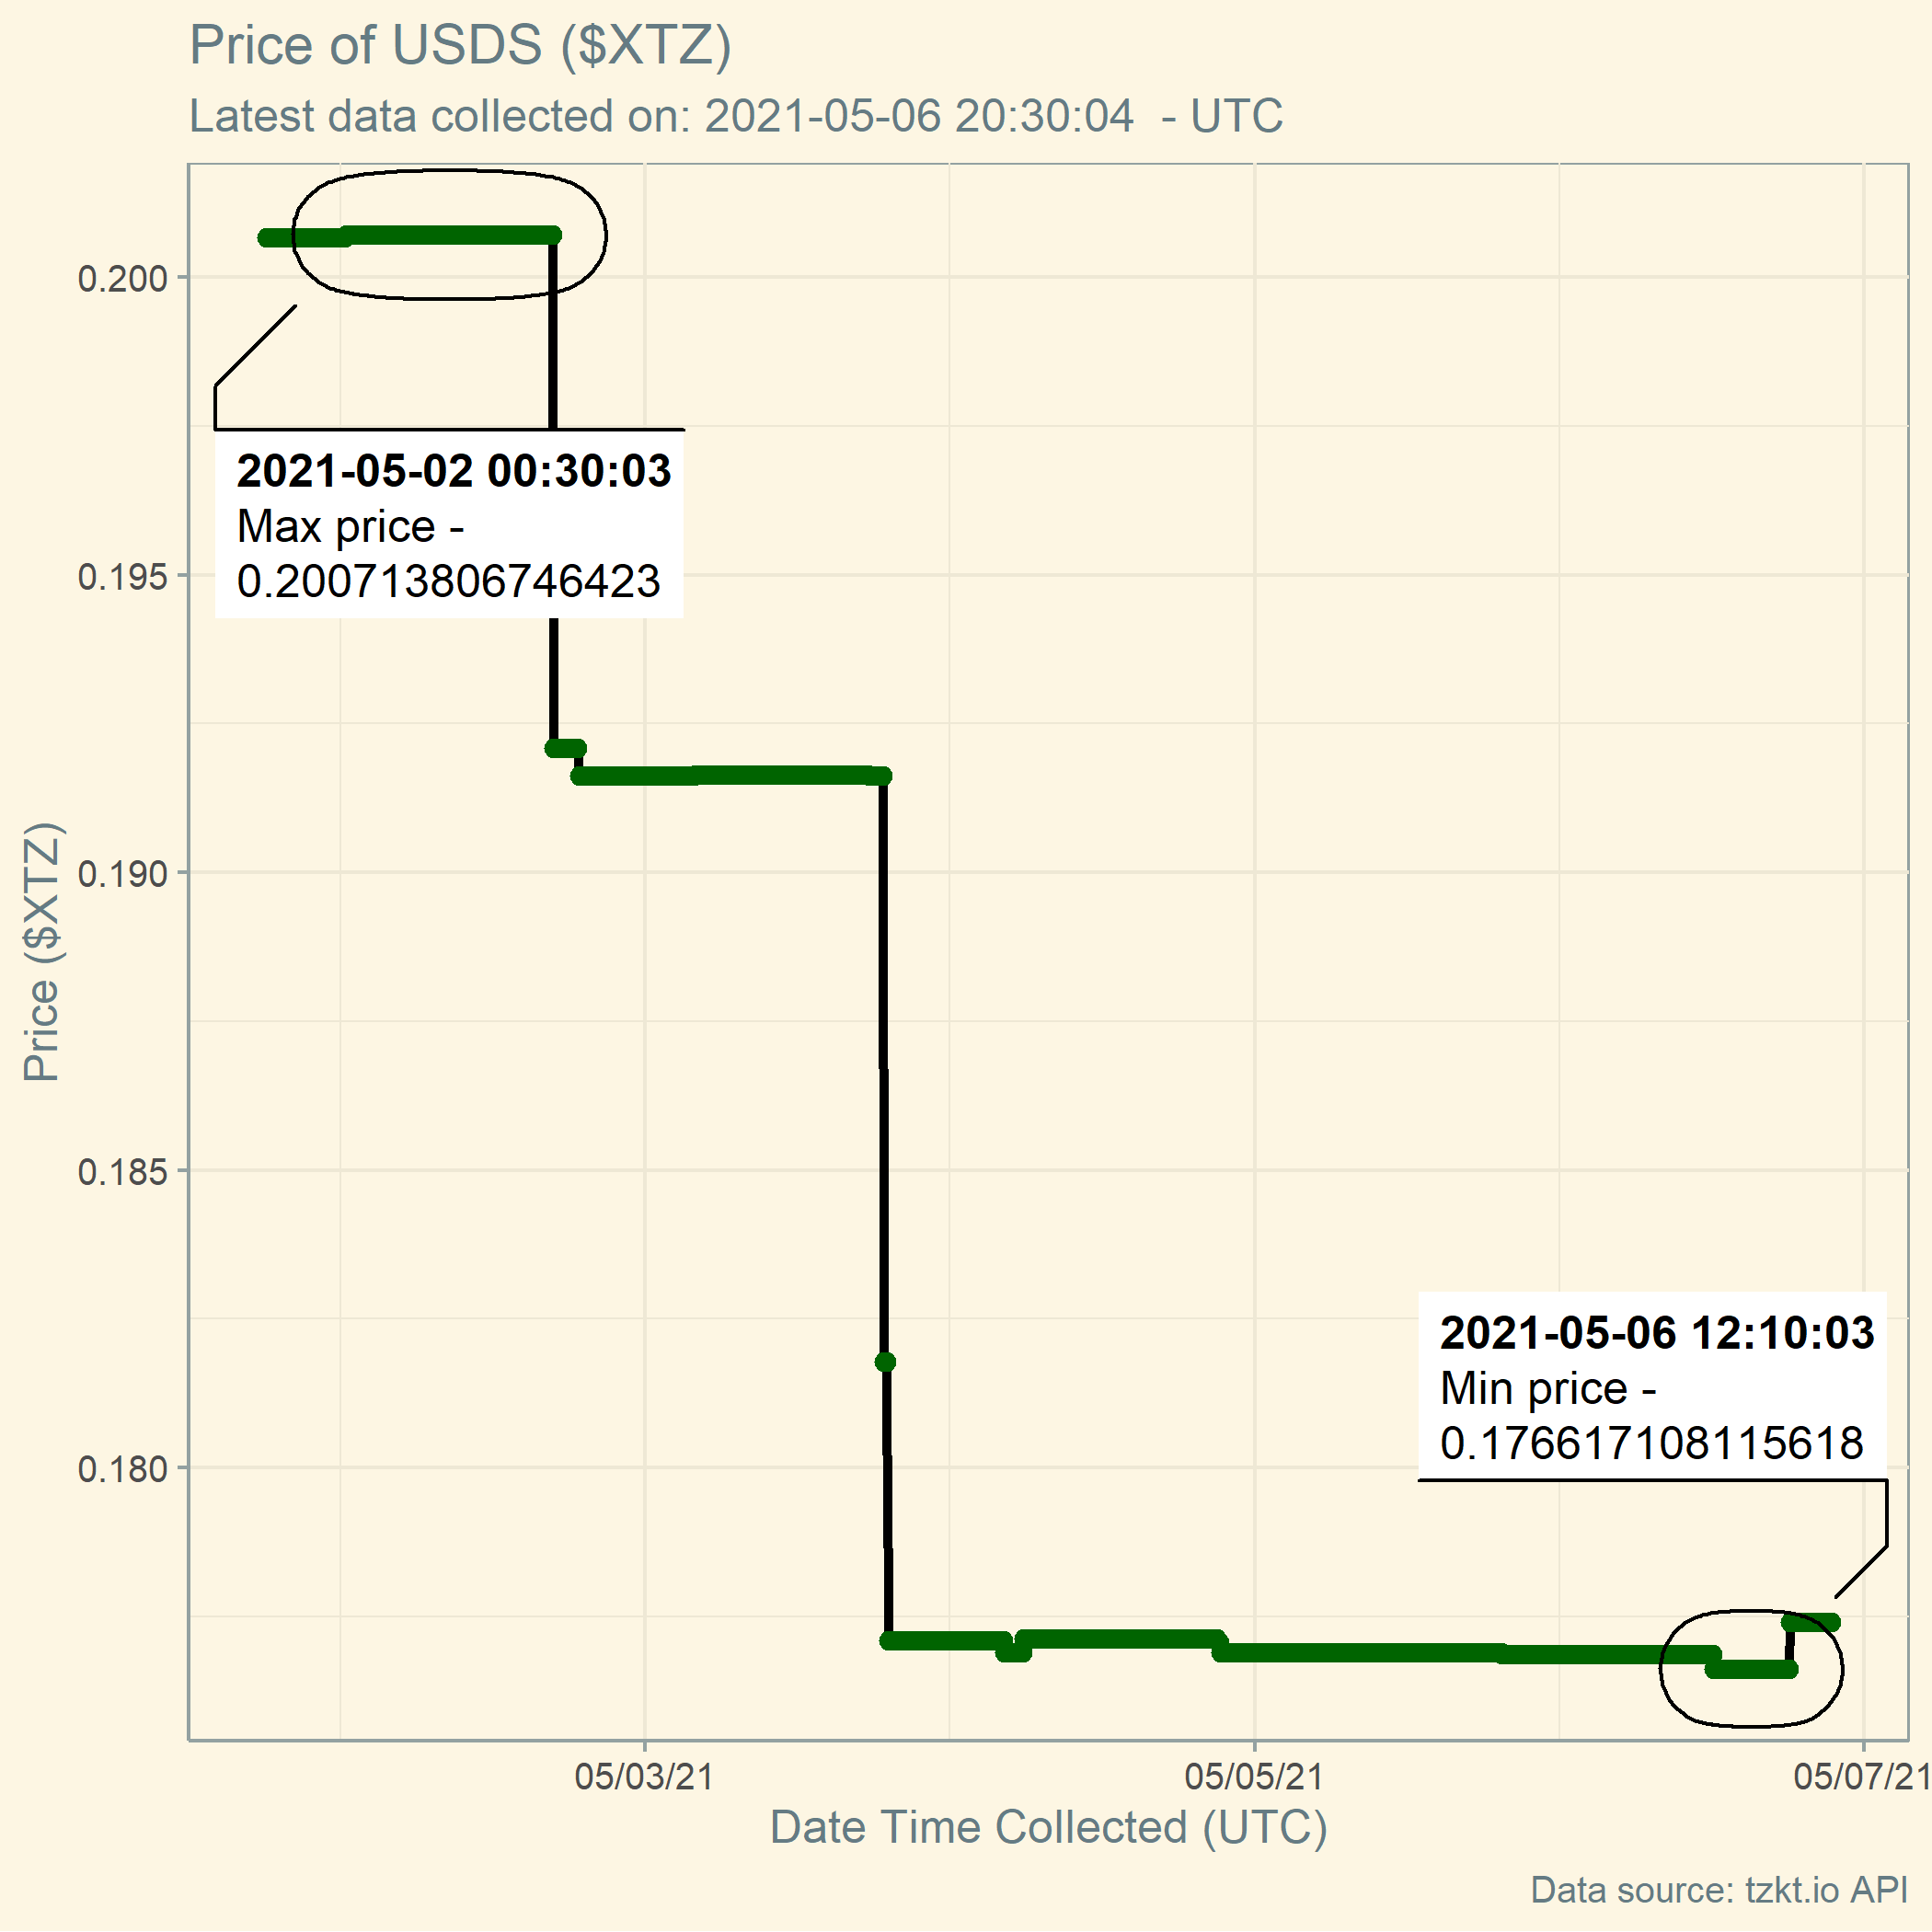 Price of USDS ($XTZ)
Latest data collected on: 2021-05-06 20:30:04  - UTC
0.200
2021-05-02 00:30:03
Max price -
0.200713806746423
0.195
0.190
Price ($XTZ)
0.185
2021-05-06 12:10:03
Min price -
0.176617108115618
0.180
05/03/21
05/05/21
05/07/21
Date Time Collected (UTC)
Data source: tzkt.io API